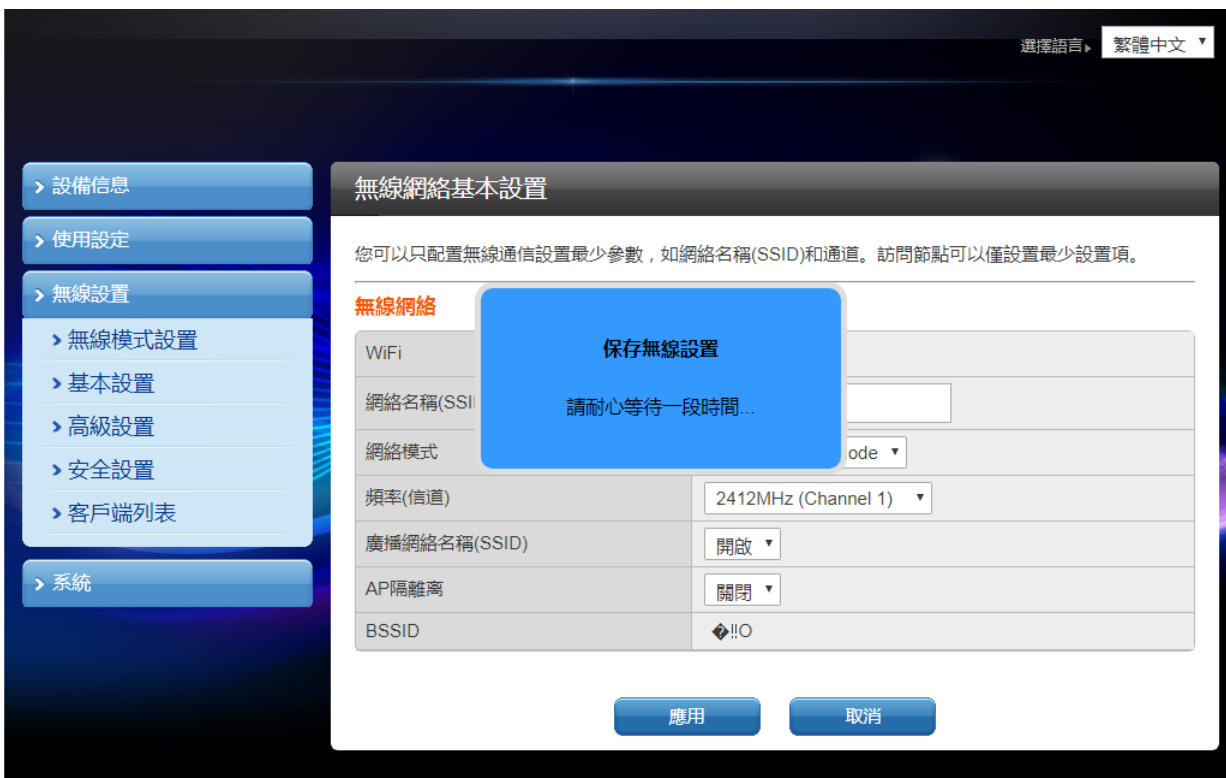 選擇語言 繁體中文
設備信息
使用設定
無線設置
無線模式設置
基本設置
高級設置
安全設置
客戶端列表
系統
無線網絡基本設置
您可以只配置無線通信設置最少參數，如網絡名稱(SSID)和通道。訪問節點可以僅設置最少設置項。
無線網絡
保存無線設置
請耐心等待一段時間...
WiFi
網絡名稱(SSI
網絡模式 ode
頻率(信道) 2412MHz (Channel 1)
廣播網絡名稱(SSID) 開啟
AP隔離离 關閉
BSSID �‼O
應用 取消